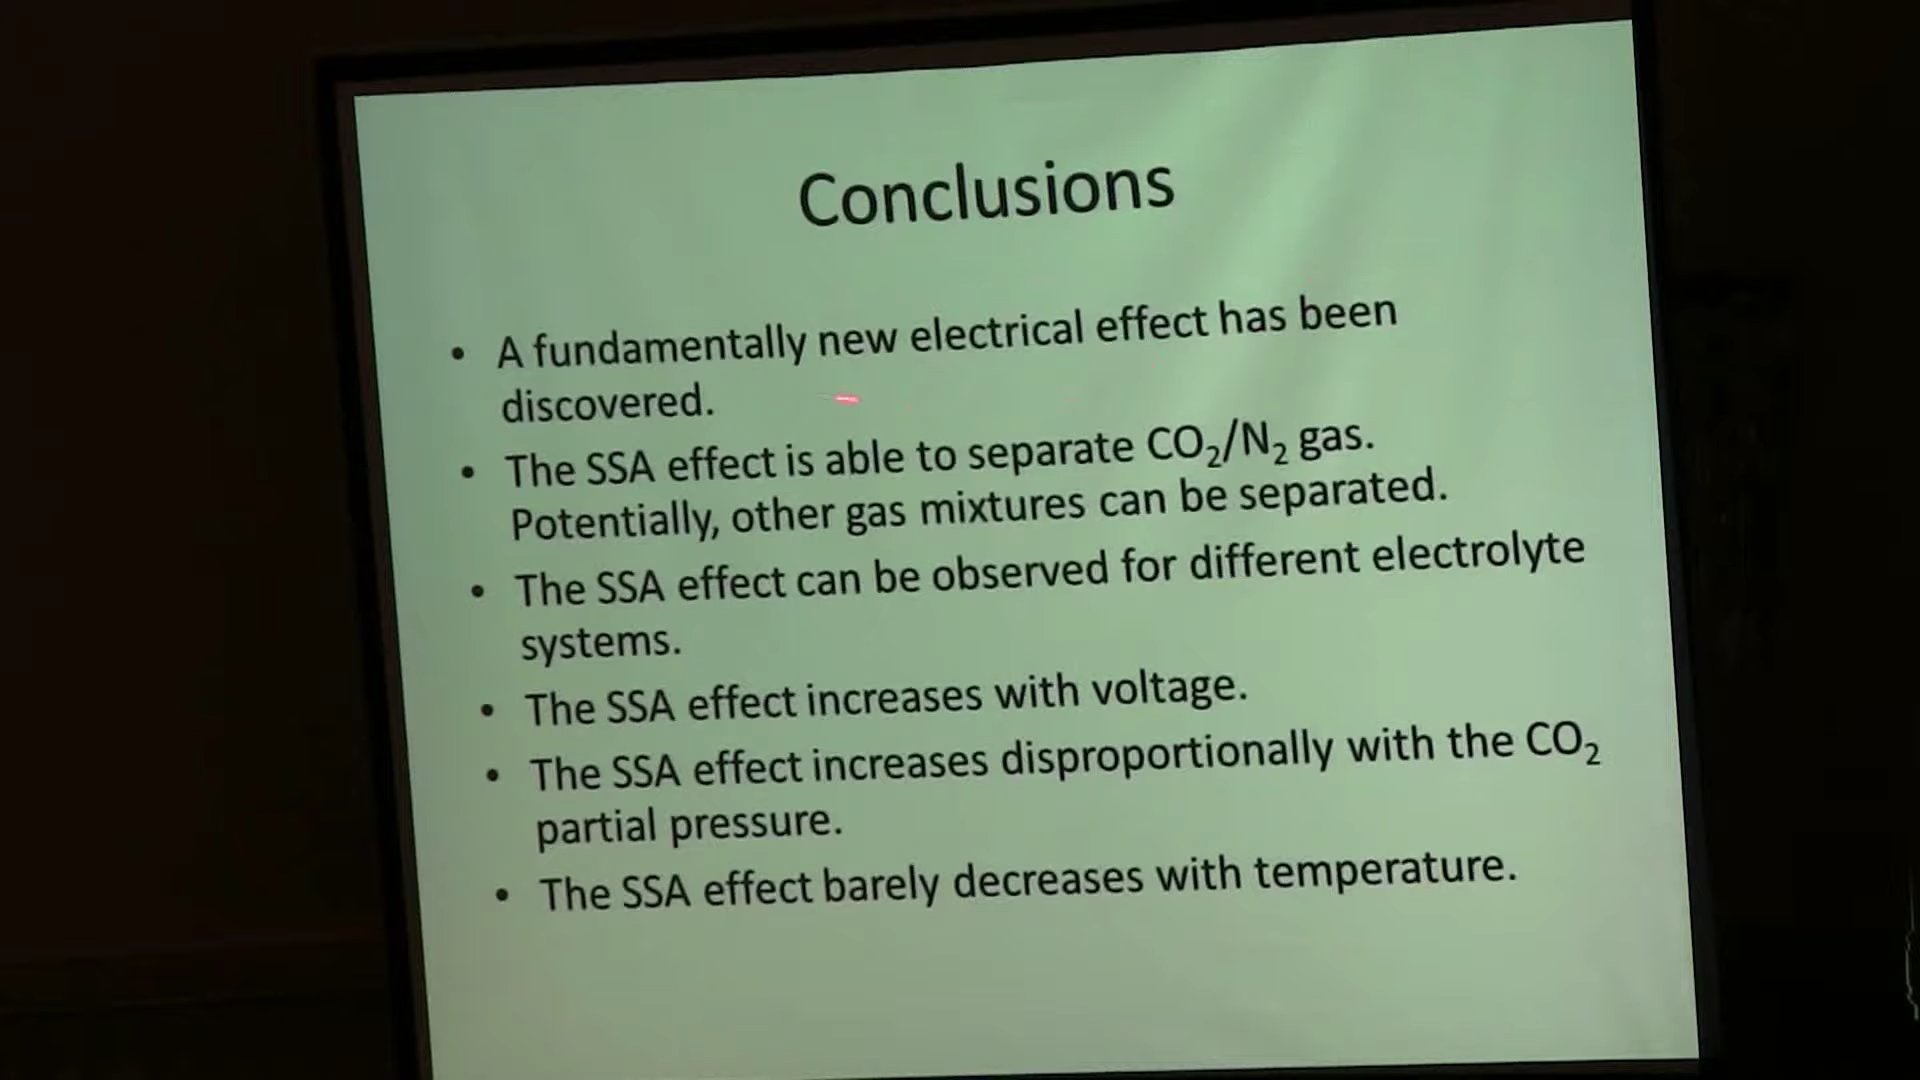 Conclusions
• A fundamentally new electrical effect has been
discovered.
• The SSA effect is able to separate CO₂/N₂ gas.
Potentially, other gas mixtures can be separated.
• The SSA effect can be observed for different electrolyte
systems.
• The SSA effect increases with voltage.
• The SSA effect increases disproportionally with the CO₂
partial pressure.
• The SSA effect barely decreases with temperature.